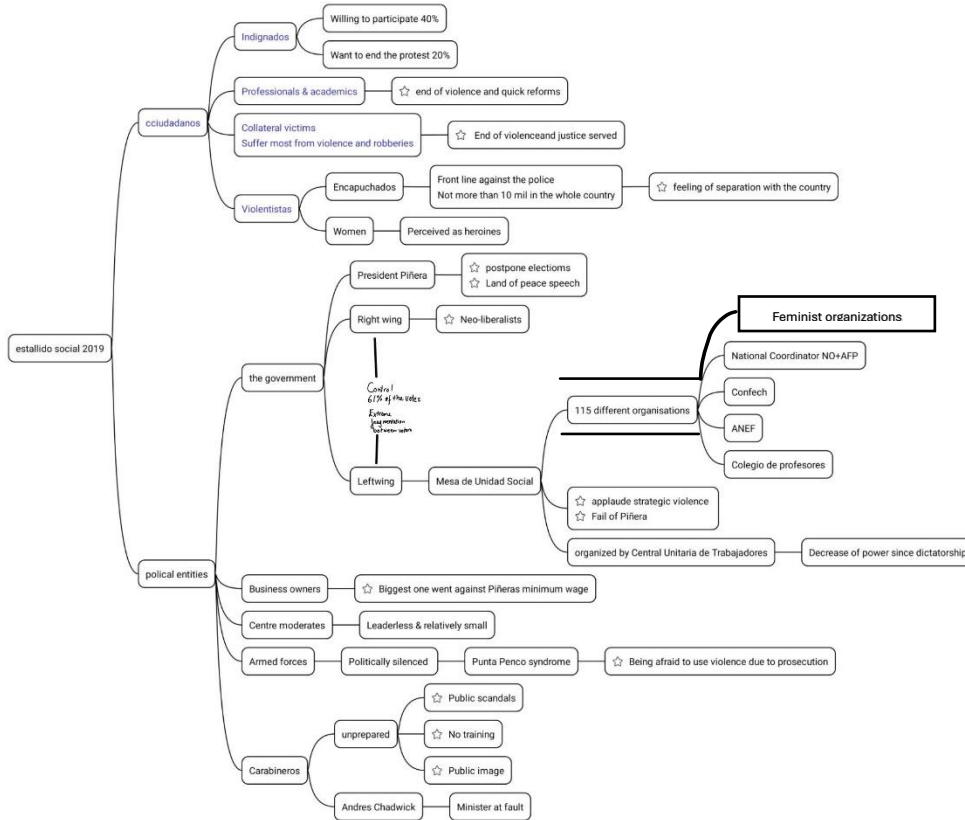 estallido social 2019
cciudadanos
Indignados
Willing to participate 40%
Want to end the protest 20%
Professionals & academics
end of violence and quick reforms
Collateral victims
Suffer most from violence and robberies
End of violenceand justice served
Violentistas
Encapuchados
Front line against the police
Not more than 10 mil in the whole country
feeling of separation with the country
Women
Perceived as heroines
polical entities
the government
President Piñera
postpone electioms
Land of peace speech
Right wing
Neo-liberalists
Control
61% of the votes
Extreme
between
Leftwing
Mesa de Unidad Social
115 different organisations
Feminist organizations
National Coordinator NO+AFP
Confech
ANEF
Colegio de profesores
applaude strategic violence
Fail of Piñera
organized by Central Unitaria de Trabajadores
Decrease of power since dictatorship
Business owners
Biggest one went against Piñeras minimum wage
Centre moderates
Leaderless & relatively small
Armed forces
Politically silenced
Punta Penco syndrome
Being afraid to use violence due to prosecution
Carabineros
unprepared
Public scandals
No training
Public image
Andres Chadwick
Minister at fault